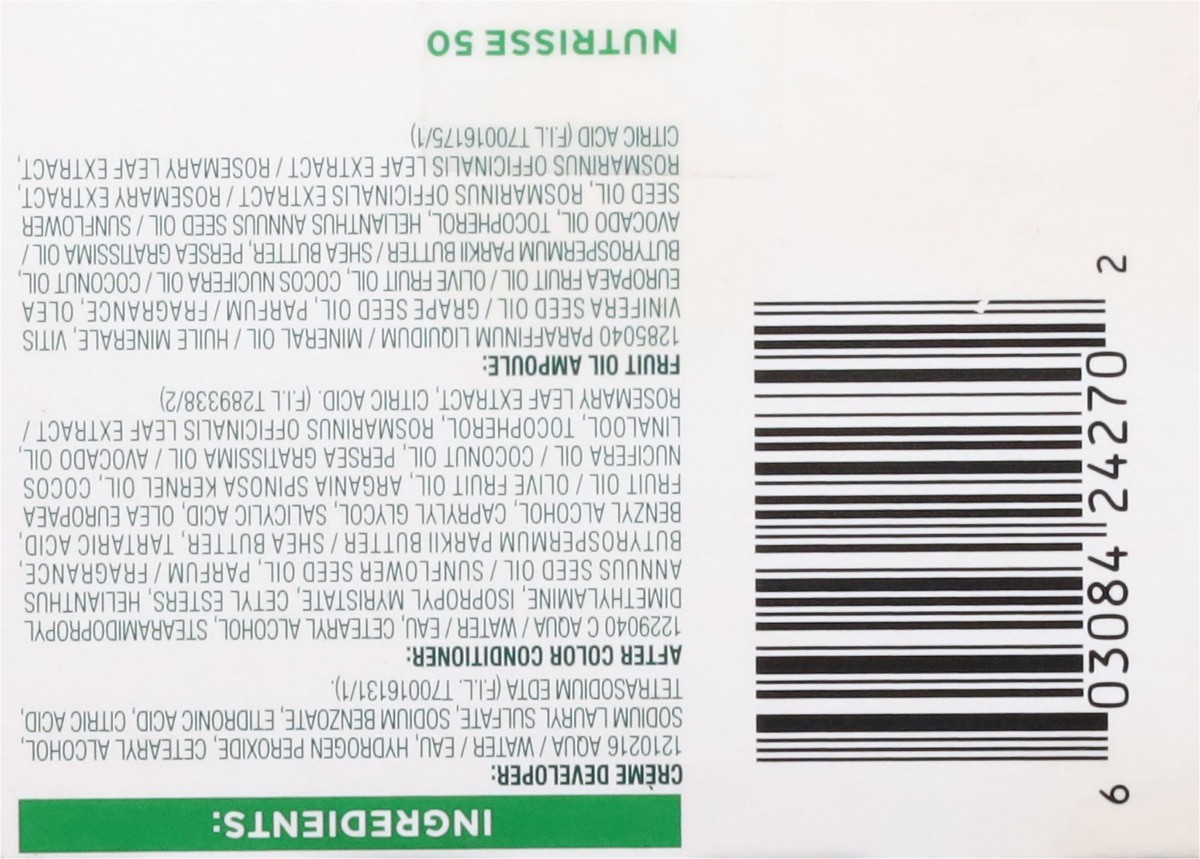 INGREDIENTS:
CRÈME DEVELOPER:
1210216 AQUA / WATER / EAU, HYDROGEN PEROXIDE, CETEARYL ALCOHOL,
SODIUM LAURYL SULFATE, SODIUM BENZOATE, ETIDRONIC ACID, CITRIC ACID,
TETRASODIUM EDTA (F.I.L. T70016131/1).
AFTER COLOR CONDITIONER:
1229040 C AQUA / WATER / EAU, CETEARYL ALCOHOL, STEARAMIDOPROPYL
DIMETHYLAMINE, ISOPROPYL MYRISTATE, CETYL ESTERS, HELIANTHUS
ANNUUS SEED OIL / SUNFLOWER SEED OIL, PARFUM / FRAGRANCE,
BUTYROSPERMUM PARKII BUTTER / SHEA BUTTER, TARTARIC ACID,
BENZYL ALCOHOL, CAPRYLYL GLYCOL, SALICYLIC ACID, OLEA EUROPAEA
FRUIT OIL / OLIVE FRUIT OIL, ARGANIA SPINOSA KERNEL OIL, COCOS
NUCIFERA OIL / COCONUT OIL, PERSEA GRATISSIMA OIL / AVOCADO OIL,
LINALOOL, TOCOPHEROL, ROSMARINUS OFFICINALIS LEAF EXTRACT /
ROSEMARY LEAF EXTRACT, CITRIC ACID. (F.I.L T289338/2)
FRUIT OIL AMPOULE:
1285040 PARAFFINUM LIQUIDUM / MINERAL OIL / HUILE MINERALE, VITIS
VINIFERA SEED OIL / GRAPE SEED OIL, PARFUM / FRAGRANCE, OLEA
EUROPAEA FRUIT OIL / OLIVE FRUIT OIL, COCOS NUCIFERA OIL / COCONUT OIL,
BUTYROSPERMUM PARKII BUTTER / SHEA BUTTER, PERSEA GRATISSIMA OIL /
AVOCADO OIL, TOCOPHEROL, HELIANTHUS ANNUUS SEED OIL / SUNFLOWER
SEED OIL, ROSMARINUS OFFICINALIS EXTRACT / ROSEMARY EXTRACT,
ROSMARINUS OFFICINALIS LEAF EXTRACT / ROSEMARY LEAF EXTRACT,
CITRIC ACID (F.I.L T70016175/1)
NUTRISSE 50
6 03084 24270 2